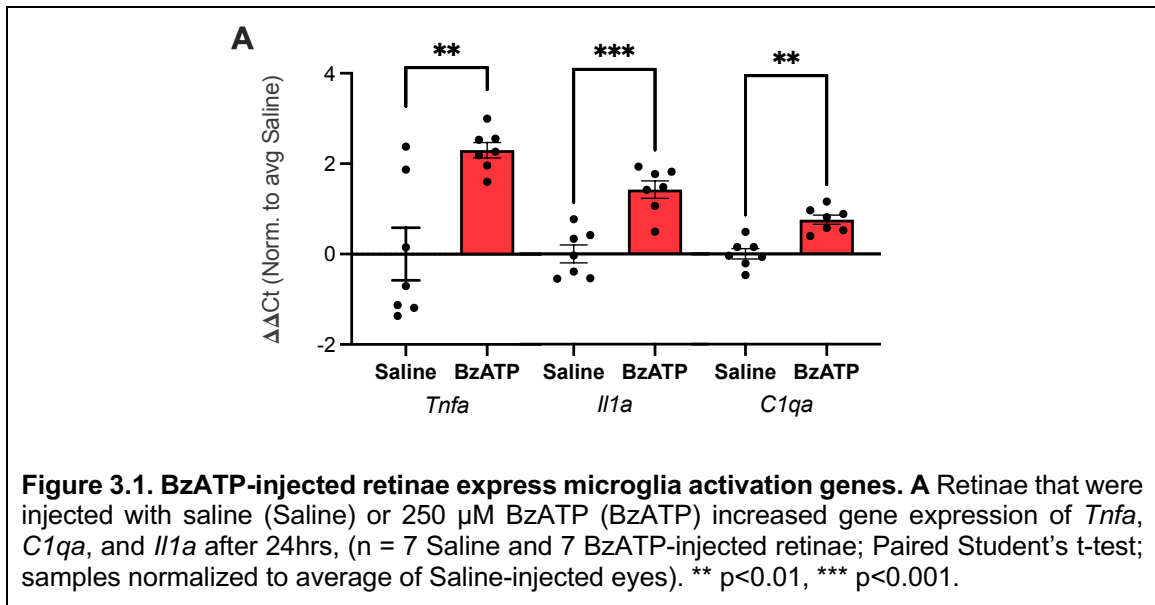 A
** *** **
4
2
0
-2
ΔΔCt (Norm. to avg Saline)
Saline BzATP Saline BzATP Saline BzATP
Tnfa Il1a C1qa
Figure 3.1. BzATP-injected retinae express microglia activation genes. A Retinae that were
injected with saline (Saline) or 250 µM BzATP (BzATP) increased gene expression of Tnfa,
C1qa, and Il1a after 24hrs, (n = 7 Saline and 7 BzATP-injected retinae; Paired Student’s t-test;
samples normalized to average of Saline-injected eyes). ** p<0.01, *** p<0.001.